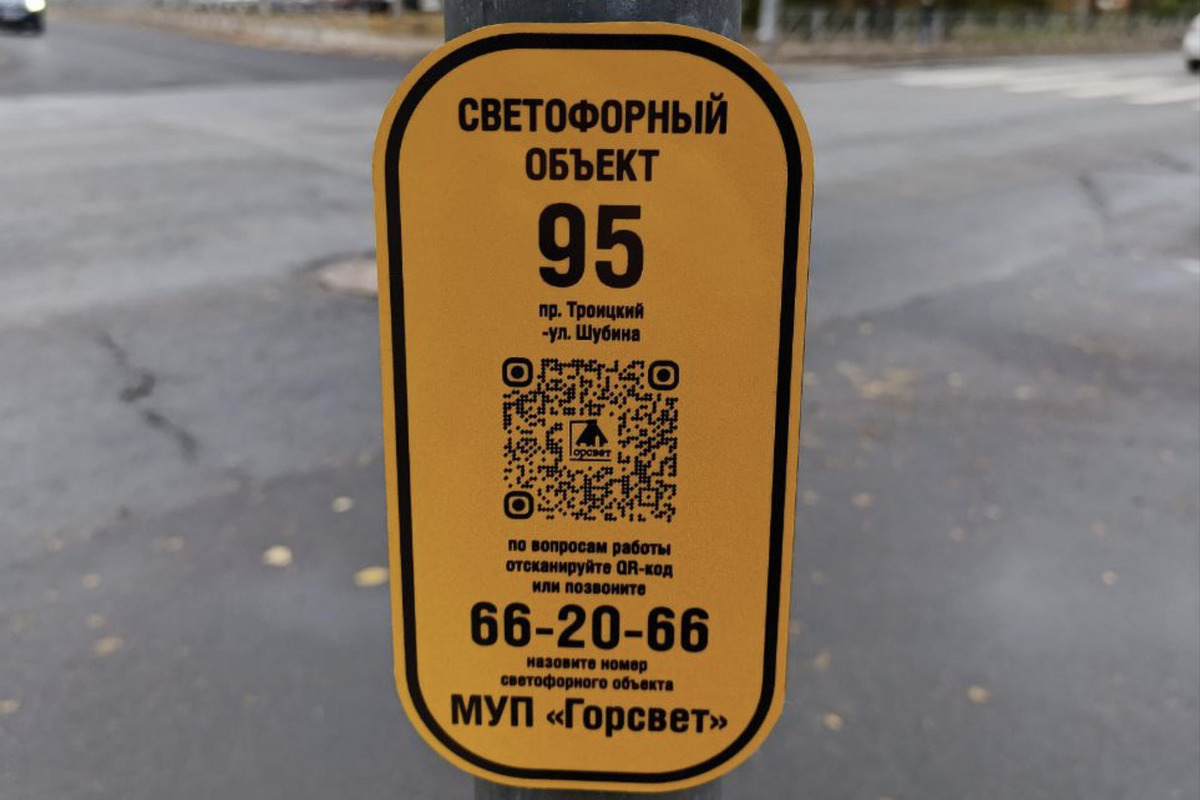 СВЕТОФОРНЫЙ
ОБЪЕКТ
95
пр. Троицкий
-ул. Шубина
Горсвет
по вопросам работы
отсканируйте QR-код
или позвоните
66-20-66
назовите номер
светофорного объекта
МУП «Горсвет»